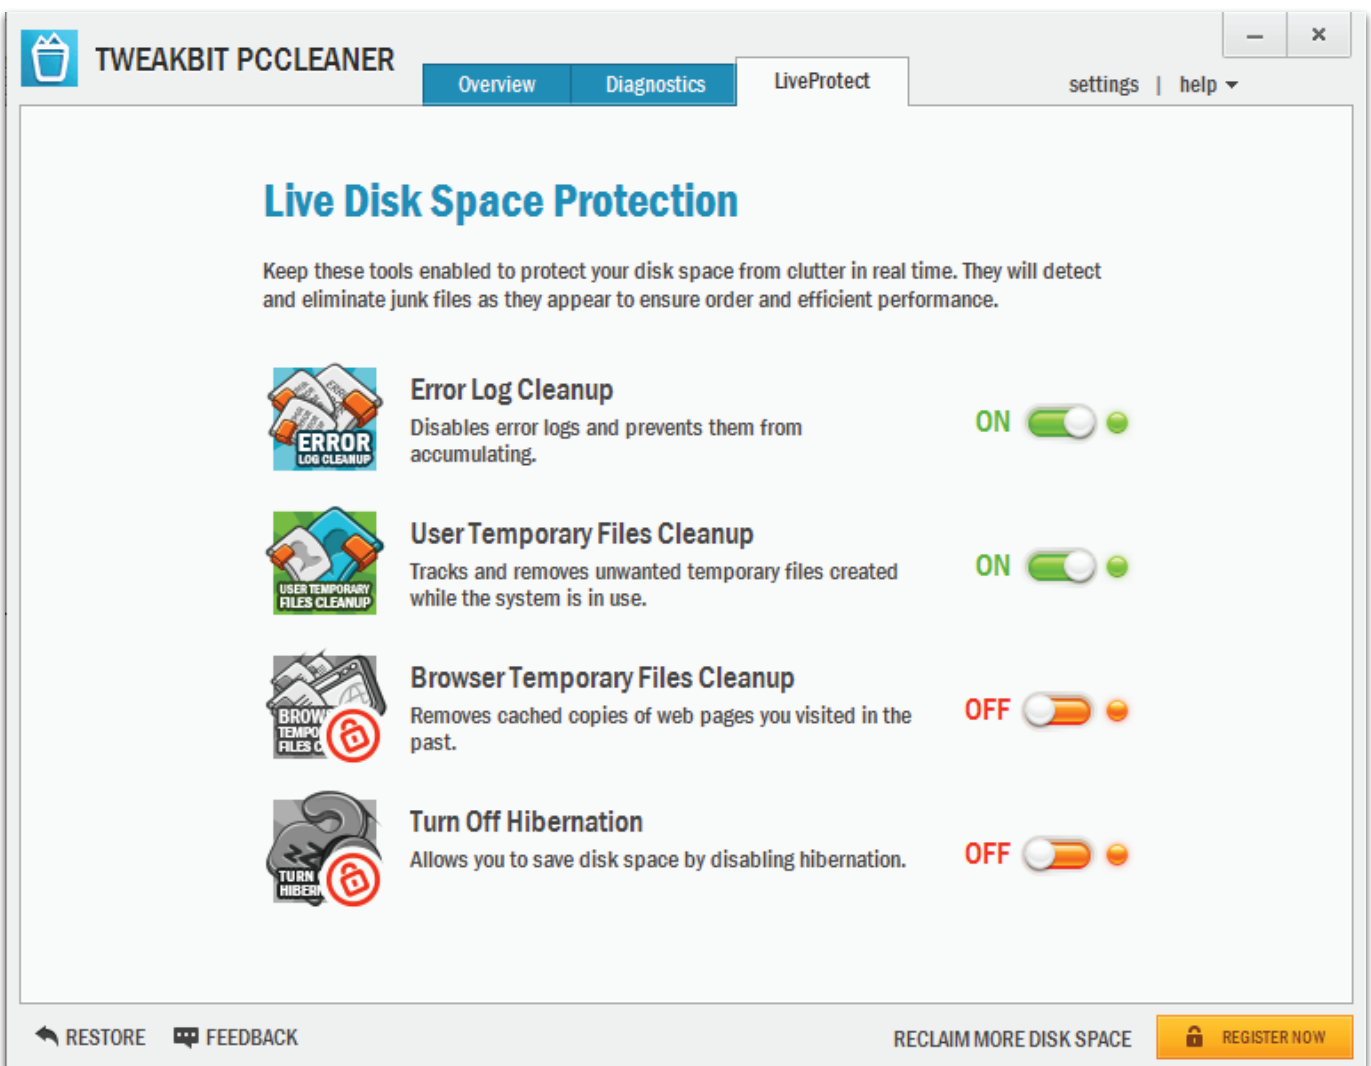 TWEAKBIT PCCLEANER
Overview
Diagnostics
LiveProtect
settings | help
Live Disk Space Protection
Keep these tools enabled to protect your disk space from clutter in real time. They will detect
and eliminate junk files as they appear to ensure order and efficient performance.
ERROR
LOG CLEANUP
Error Log Cleanup
Disables error logs and prevents them from
accumulating.
ON
USER TEMPORARY
FILES CLEANUP
User Temporary Files Cleanup
Tracks and removes unwanted temporary files created
while the system is in use.
ON
BROW
TEMPO
FILES C
Browser Temporary Files Cleanup
Removes cached copies of web pages you visited in the
past.
OFF
TURN
HIBERN
Turn Off Hibernation
Allows you to save disk space by disabling hibernation.
OFF
RESTORE
FEEDBACK
RECLAIM MORE DISK SPACE
REGISTER NOW